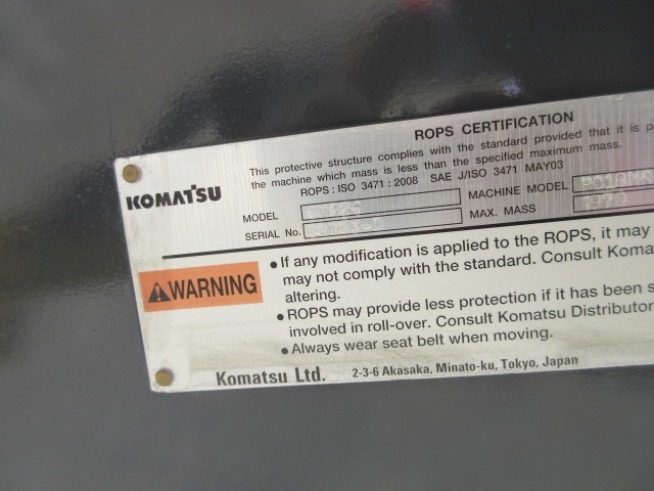 ROPS CERTIFICATION
This protective structure complies with the standard provided that it is p
the machine which mass is less than the specified maximum mass.
ROPS : ISO 3471 : 2008 SAE J/ISO 3471 MAY03
KOMATSU
MODEL MACHINE MODEL
SERIAL No. MAX. MASS
WARNING
• If any modification is applied to the ROPS, it may
may not comply with the standard. Consult Koma
altering.
• ROPS may provide less protection if it has been s
involved in roll-over. Consult Komatsu Distributor
• Always wear seat belt when moving.
Komatsu Ltd. 2-3-6 Akasaka, Minato-ku, Tokyo, Japan